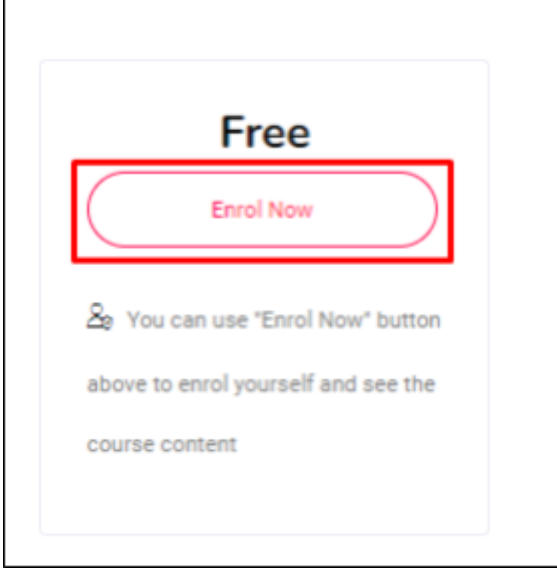 Free
Enrol Now
You can use "Enrol Now" button
above to enrol yourself and see the
course content